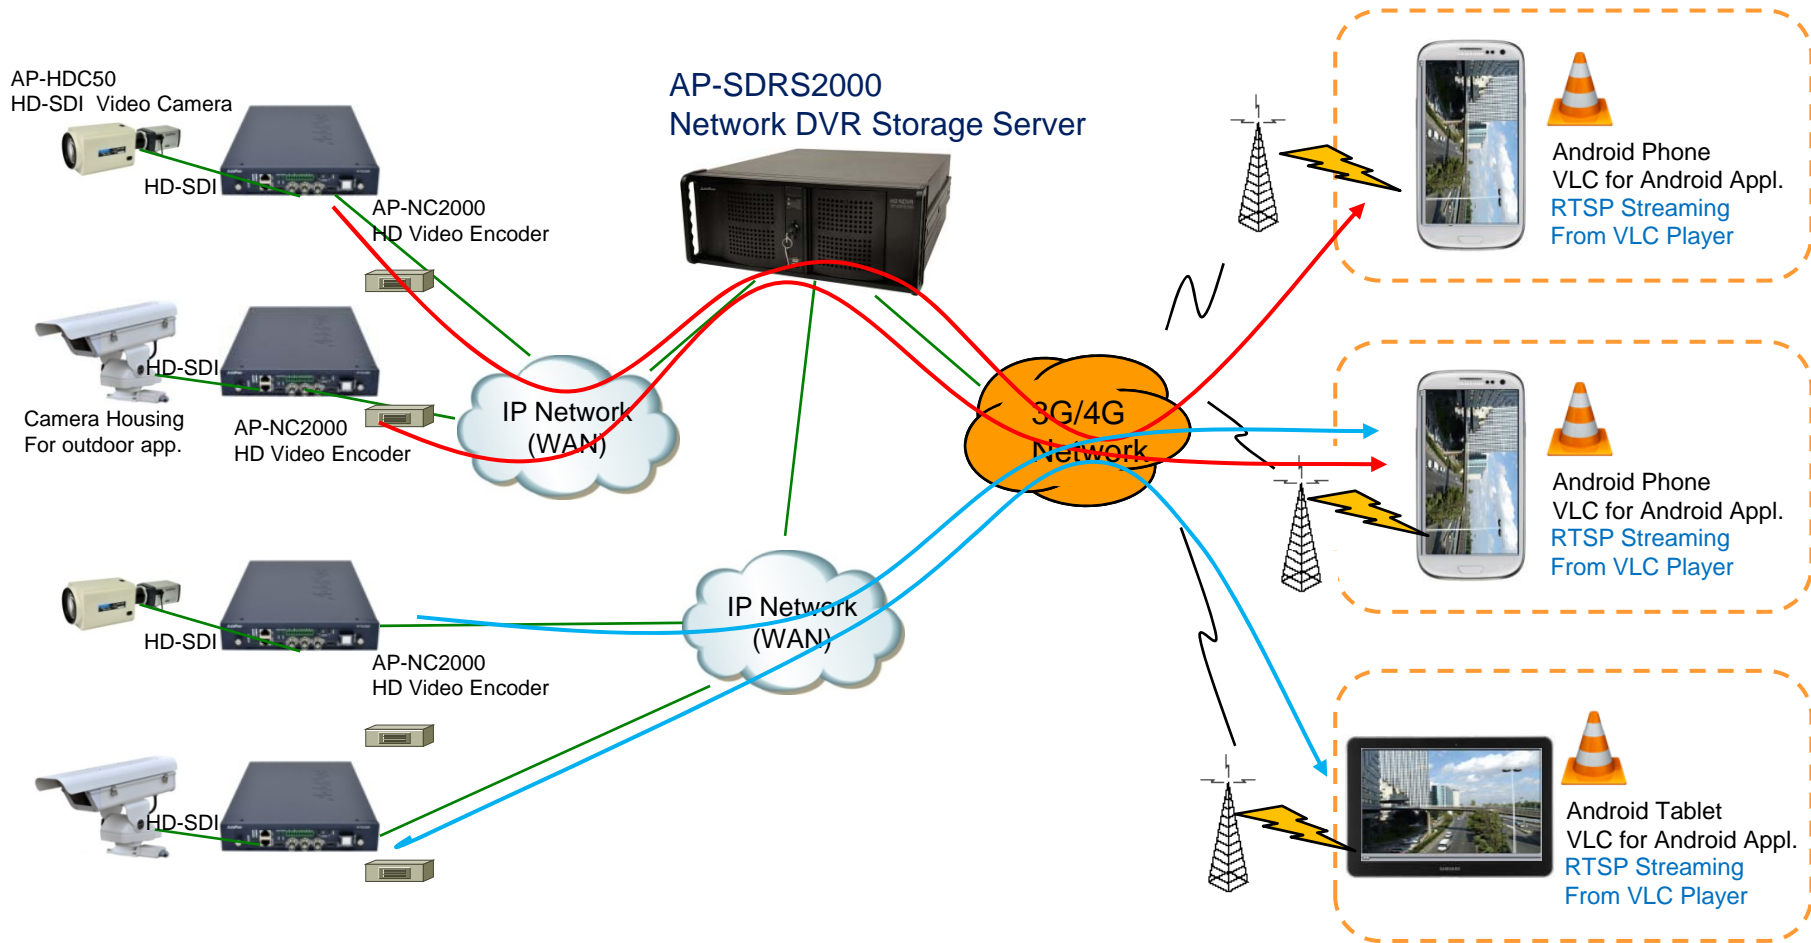 AP-HDC50
HD-SDI  Video Camera
HD-SDI
AP-NC2000
HD Video Encoder
AP-SDRS2000
Network DVR Storage Server
Android Phone
VLC for Android Appl.
RTSP Streaming
From VLC Player
HD-SDI
Camera Housing
For outdoor app.
AP-NC2000
HD Video Encoder
IP Network
(WAN)
3G/4G
Network
Android Phone
VLC for Android Appl.
RTSP Streaming
From VLC Player
HD-SDI
AP-NC2000
HD Video Encoder
IP Network
(WAN)
HD-SDI
Android Tablet
VLC for Android Appl.
RTSP Streaming
From VLC Player
SAMSUNG